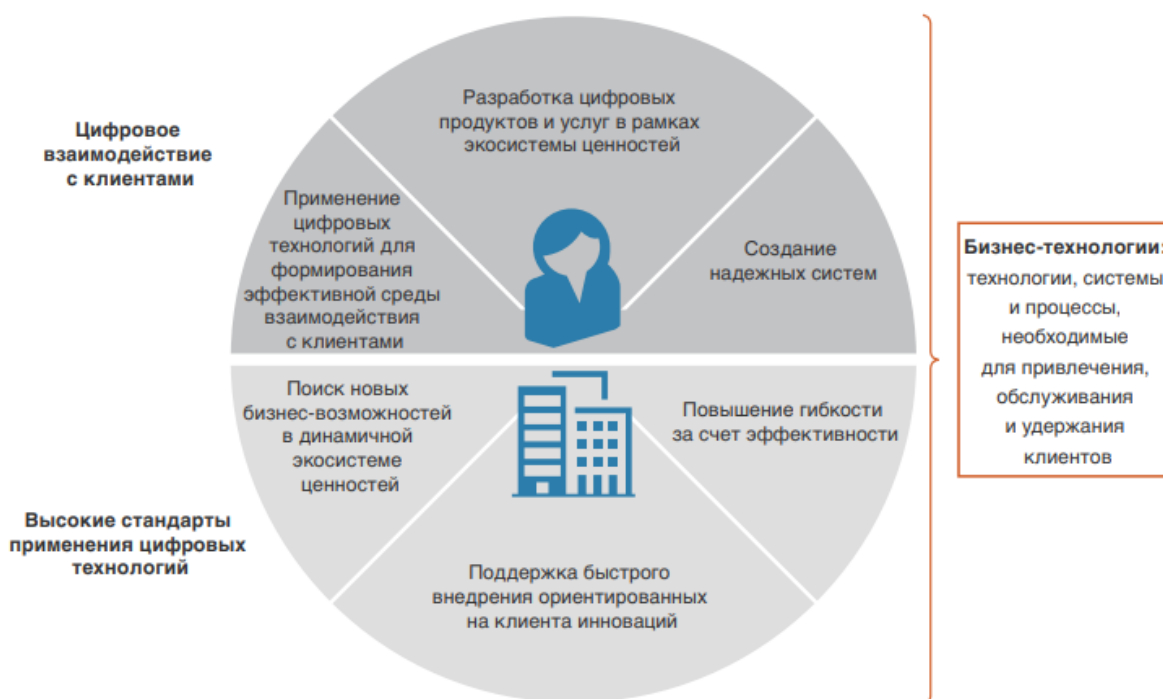 Цифровое
взаимодействие
с клиентами
Разработка цифровых
продуктов и услуг в рамках
экосистемы ценностей
Применение
цифровых
технологий для
формирования
эффективной среды
взаимодействия
с клиентами
Создание
надежных систем
Бизнес-технологии:
технологии, системы
и процессы,
необходимые
для привлечения,
обслуживания
и удержания
клиентов
Поиск новых
бизнес-возможностей
в динамичной
экосистеме
ценностей
Повышение гибкости
за счет эффективности
Высокие стандарты
применения цифровых
технологий
Поддержка быстрого
внедрения ориентированных
на клиента инноваций